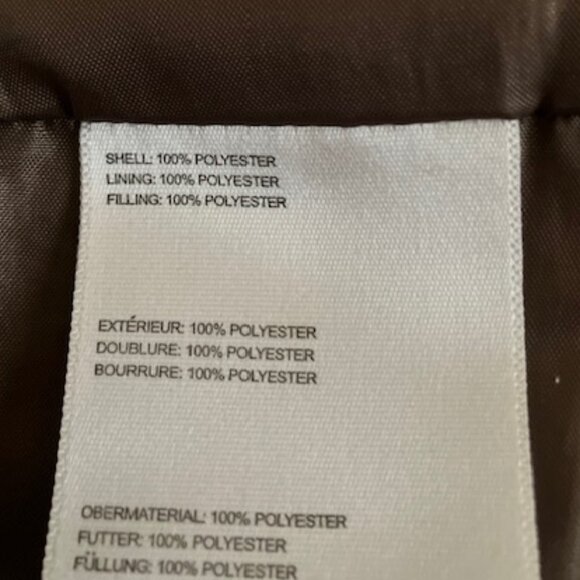 SHELL: 100% POLYESTER
LINING: 100% POLYESTER
FILLING: 100% POLYESTER
EXTÉRIEUR: 100% POLYESTER
DOUBLURE: 100% POLYESTER
BOURRURE: 100% POLYESTER
OBERMATERIAL: 100% POLYESTER
FUTTER: 100% POLYESTER
FÜLLUNG: 100% POLYESTER